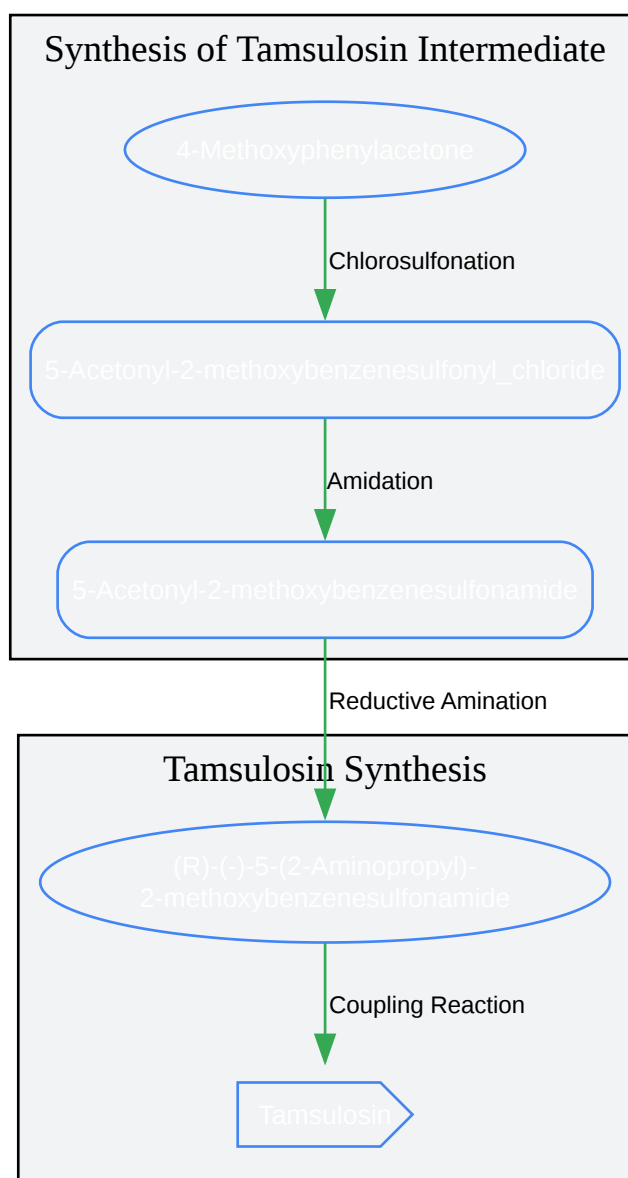 Synthesis of Tamsulosin Intermediate
4-Methoxyphenylacetone
Chlorosulfonation
5-Acetonyl-2-methoxybenzenesulfonyl_chloride
Amidation
5-Acetonyl-2-methoxybenzenesulfonamide
Reductive Amination
Tamsulosin Synthesis
(R)-(-)-5-(2-Aminopropyl)-
2-methoxybenzenesulfonamide
Coupling Reaction
Tamsulosin